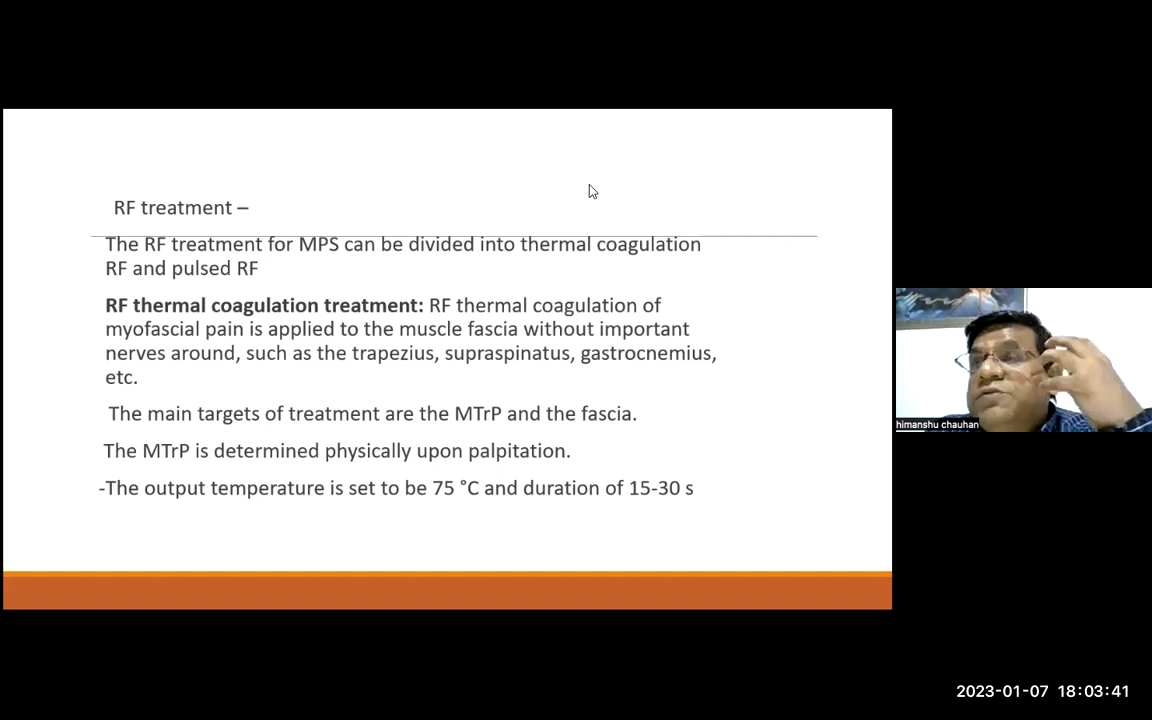 RF treatment –
The RF treatment for MPS can be divided into thermal coagulation
RF and pulsed RF
RF thermal coagulation treatment: RF thermal coagulation of
myofascial pain is applied to the muscle fascia without important
nerves around, such as the trapezius, supraspinatus, gastrocnemius,
etc.
The main targets of treatment are the MTrP and the fascia.
The MTrP is determined physically upon palpitation.
-The output temperature is set to be 75 °C and duration of 15-30 s
himanshu chauhan
2023-01-07 18:03:41